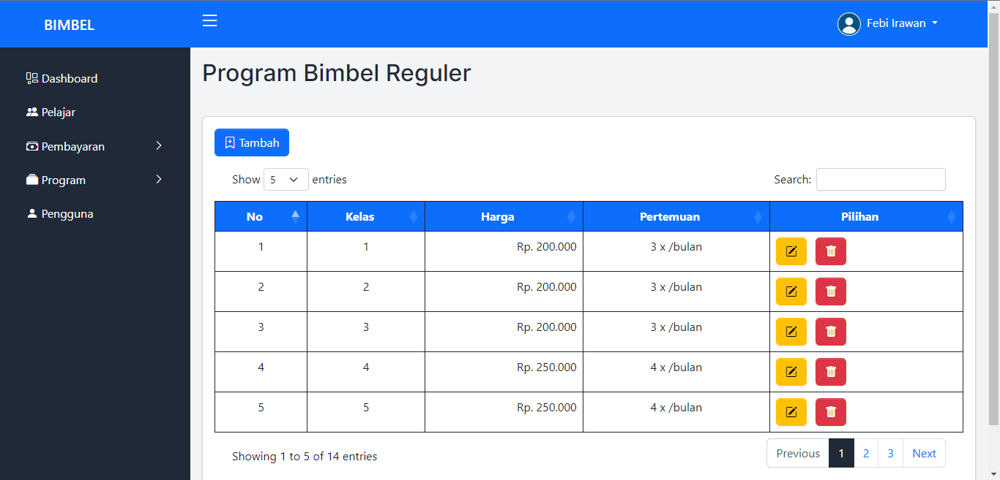 BIMBEL
Febi Irawan
Dashboard
Pelajar
Pembayaran
Program
Pengguna
Program Bimbel Reguler
Tambah
Show 5 entries
Search:
No Kelas Harga Pertemuan Pilihan
1 1 Rp. 200.000 3 x /bulan
2 2 Rp. 200.000 3 x /bulan
3 3 Rp. 200.000 3 x /bulan
4 4 Rp. 250.000 4 x /bulan
5 5 Rp. 250.000 4 x /bulan
Showing 1 to 5 of 14 entries
Previous 1 2 3 Next